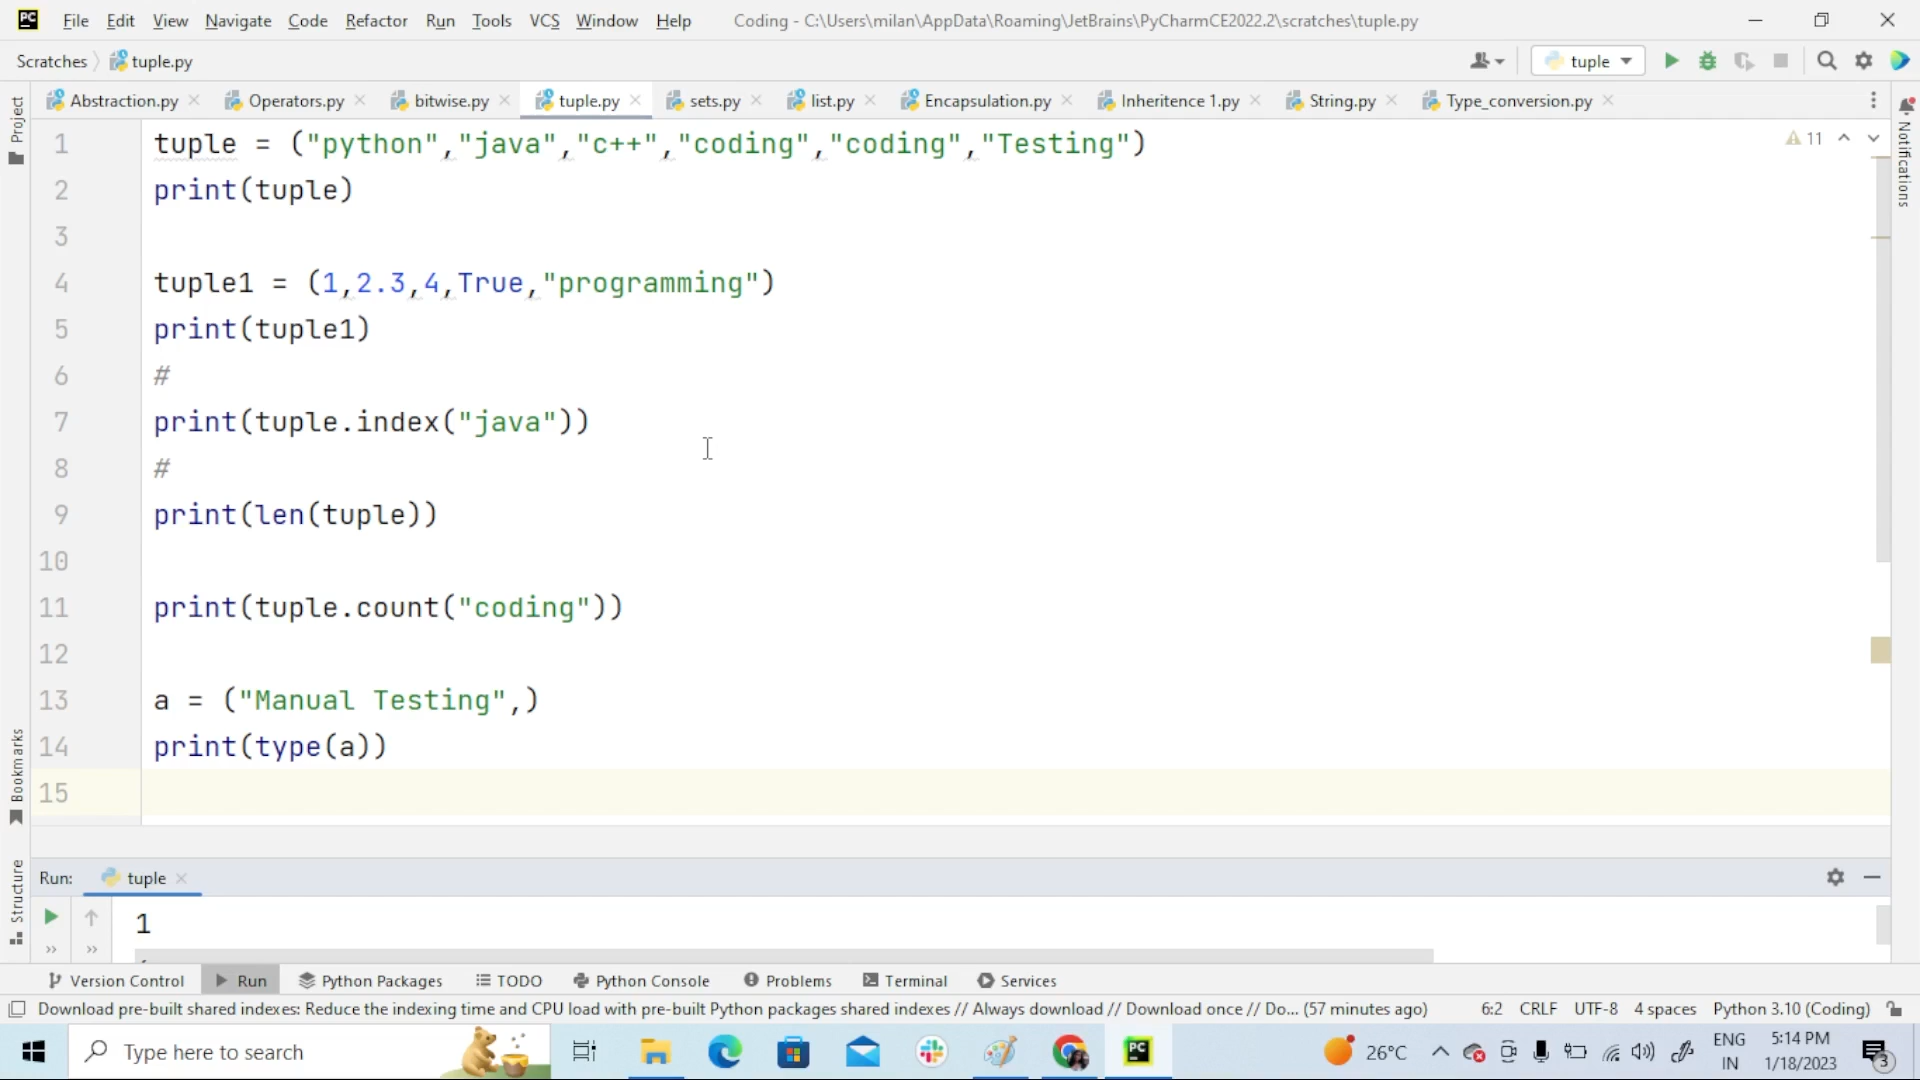 PC File Edit View Navigate Code Refactor Run Tools VCS Window Help Coding - C:\Users\milan\AppData\Roaming\JetBrains\PyCharmCE2022.2\scratches\tuple.py
Scratches tuple.py tuple
Abstraction.py Operators.py bitwise.py tuple.py sets.py list.py Encapsulation.py Inheritence 1.py String.py Type_conversion.py
Project
Notifications
11
1 tuple = ("python","java","c++","coding","coding","Testing")
2 print(tuple)
3
4 tuple1 = (1,2.3,4,True,"programming")
5 print(tuple1)
6 #
7 print(tuple.index("java"))
8 #
9 print(len(tuple))
10
11 print(tuple.count("coding"))
12
13 a = ("Manual Testing",)
14 print(type(a))
15
Bookmarks
Structure
Run: tuple
1
Version Control Run Python Packages TODO Python Console Problems Terminal Services
Download pre-built shared indexes: Reduce the indexing time and CPU load with pre-built Python packages shared indexes // Always download // Download once // Do... (57 minutes ago) 6:2 CRLF UTF-8 4 spaces Python 3.10 (Coding)
Type here to search PC 26°C ENG 5:14 PM
IN 1/18/2023 3